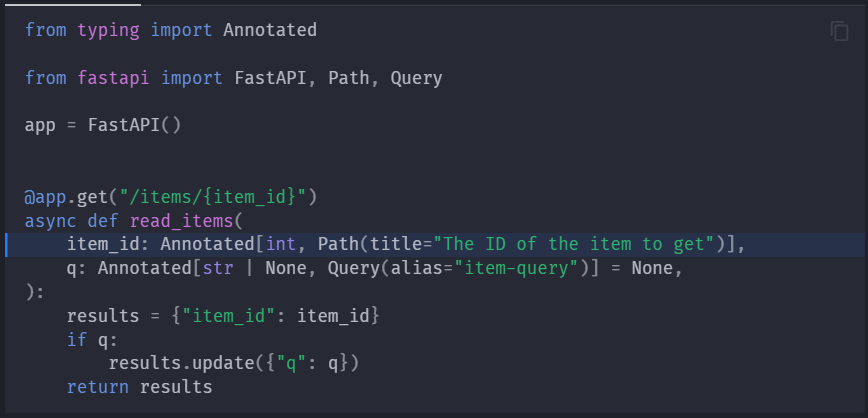 from typing import Annotated
from fastapi import FastAPI, Path, Query
app = FastAPI()
@app.get("/items/{item_id}")
async def read_items(
    item_id: Annotated[int, Path(title="The ID of the item to get")],
    q: Annotated[str | None, Query(alias="item-query")] = None,
):
    results = {"item_id": item_id}
    if q:
        results.update({"q": q})
    return results